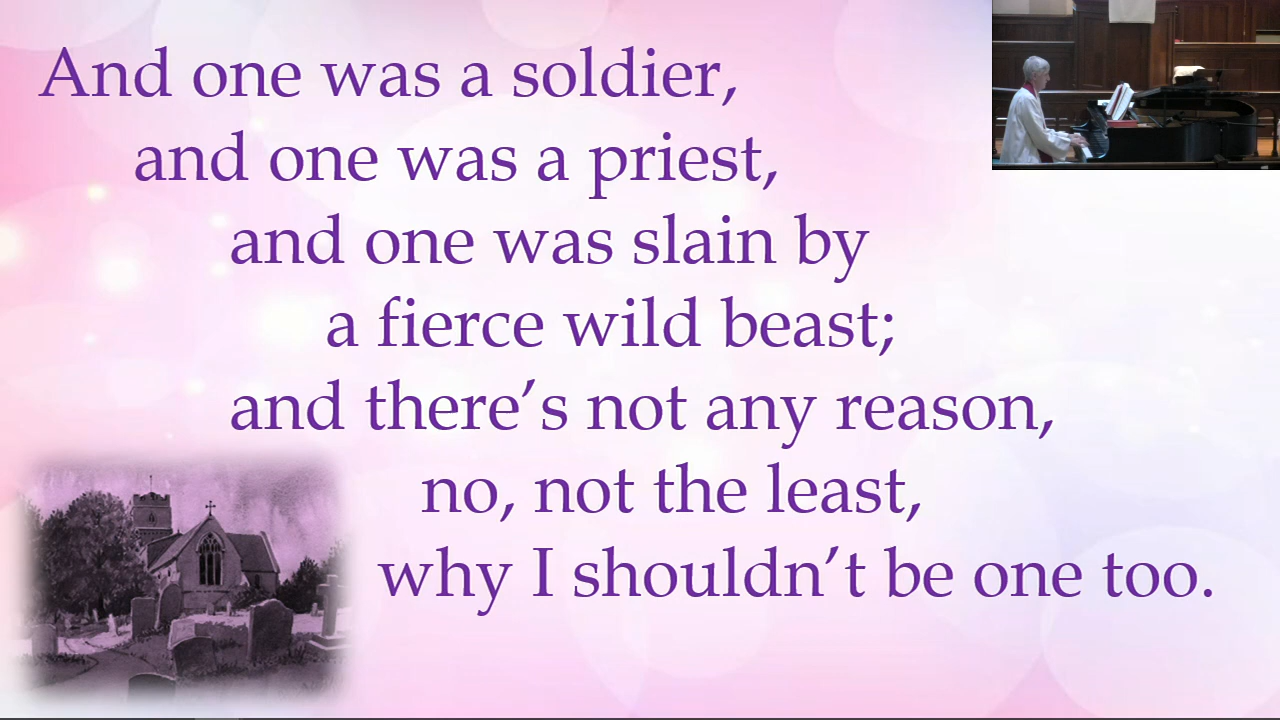 And one was a soldier,
and one was a priest,
and one was slain by
a fierce wild beast;
and there’s not any reason,
no, not the least,
why I shouldn’t be one too.